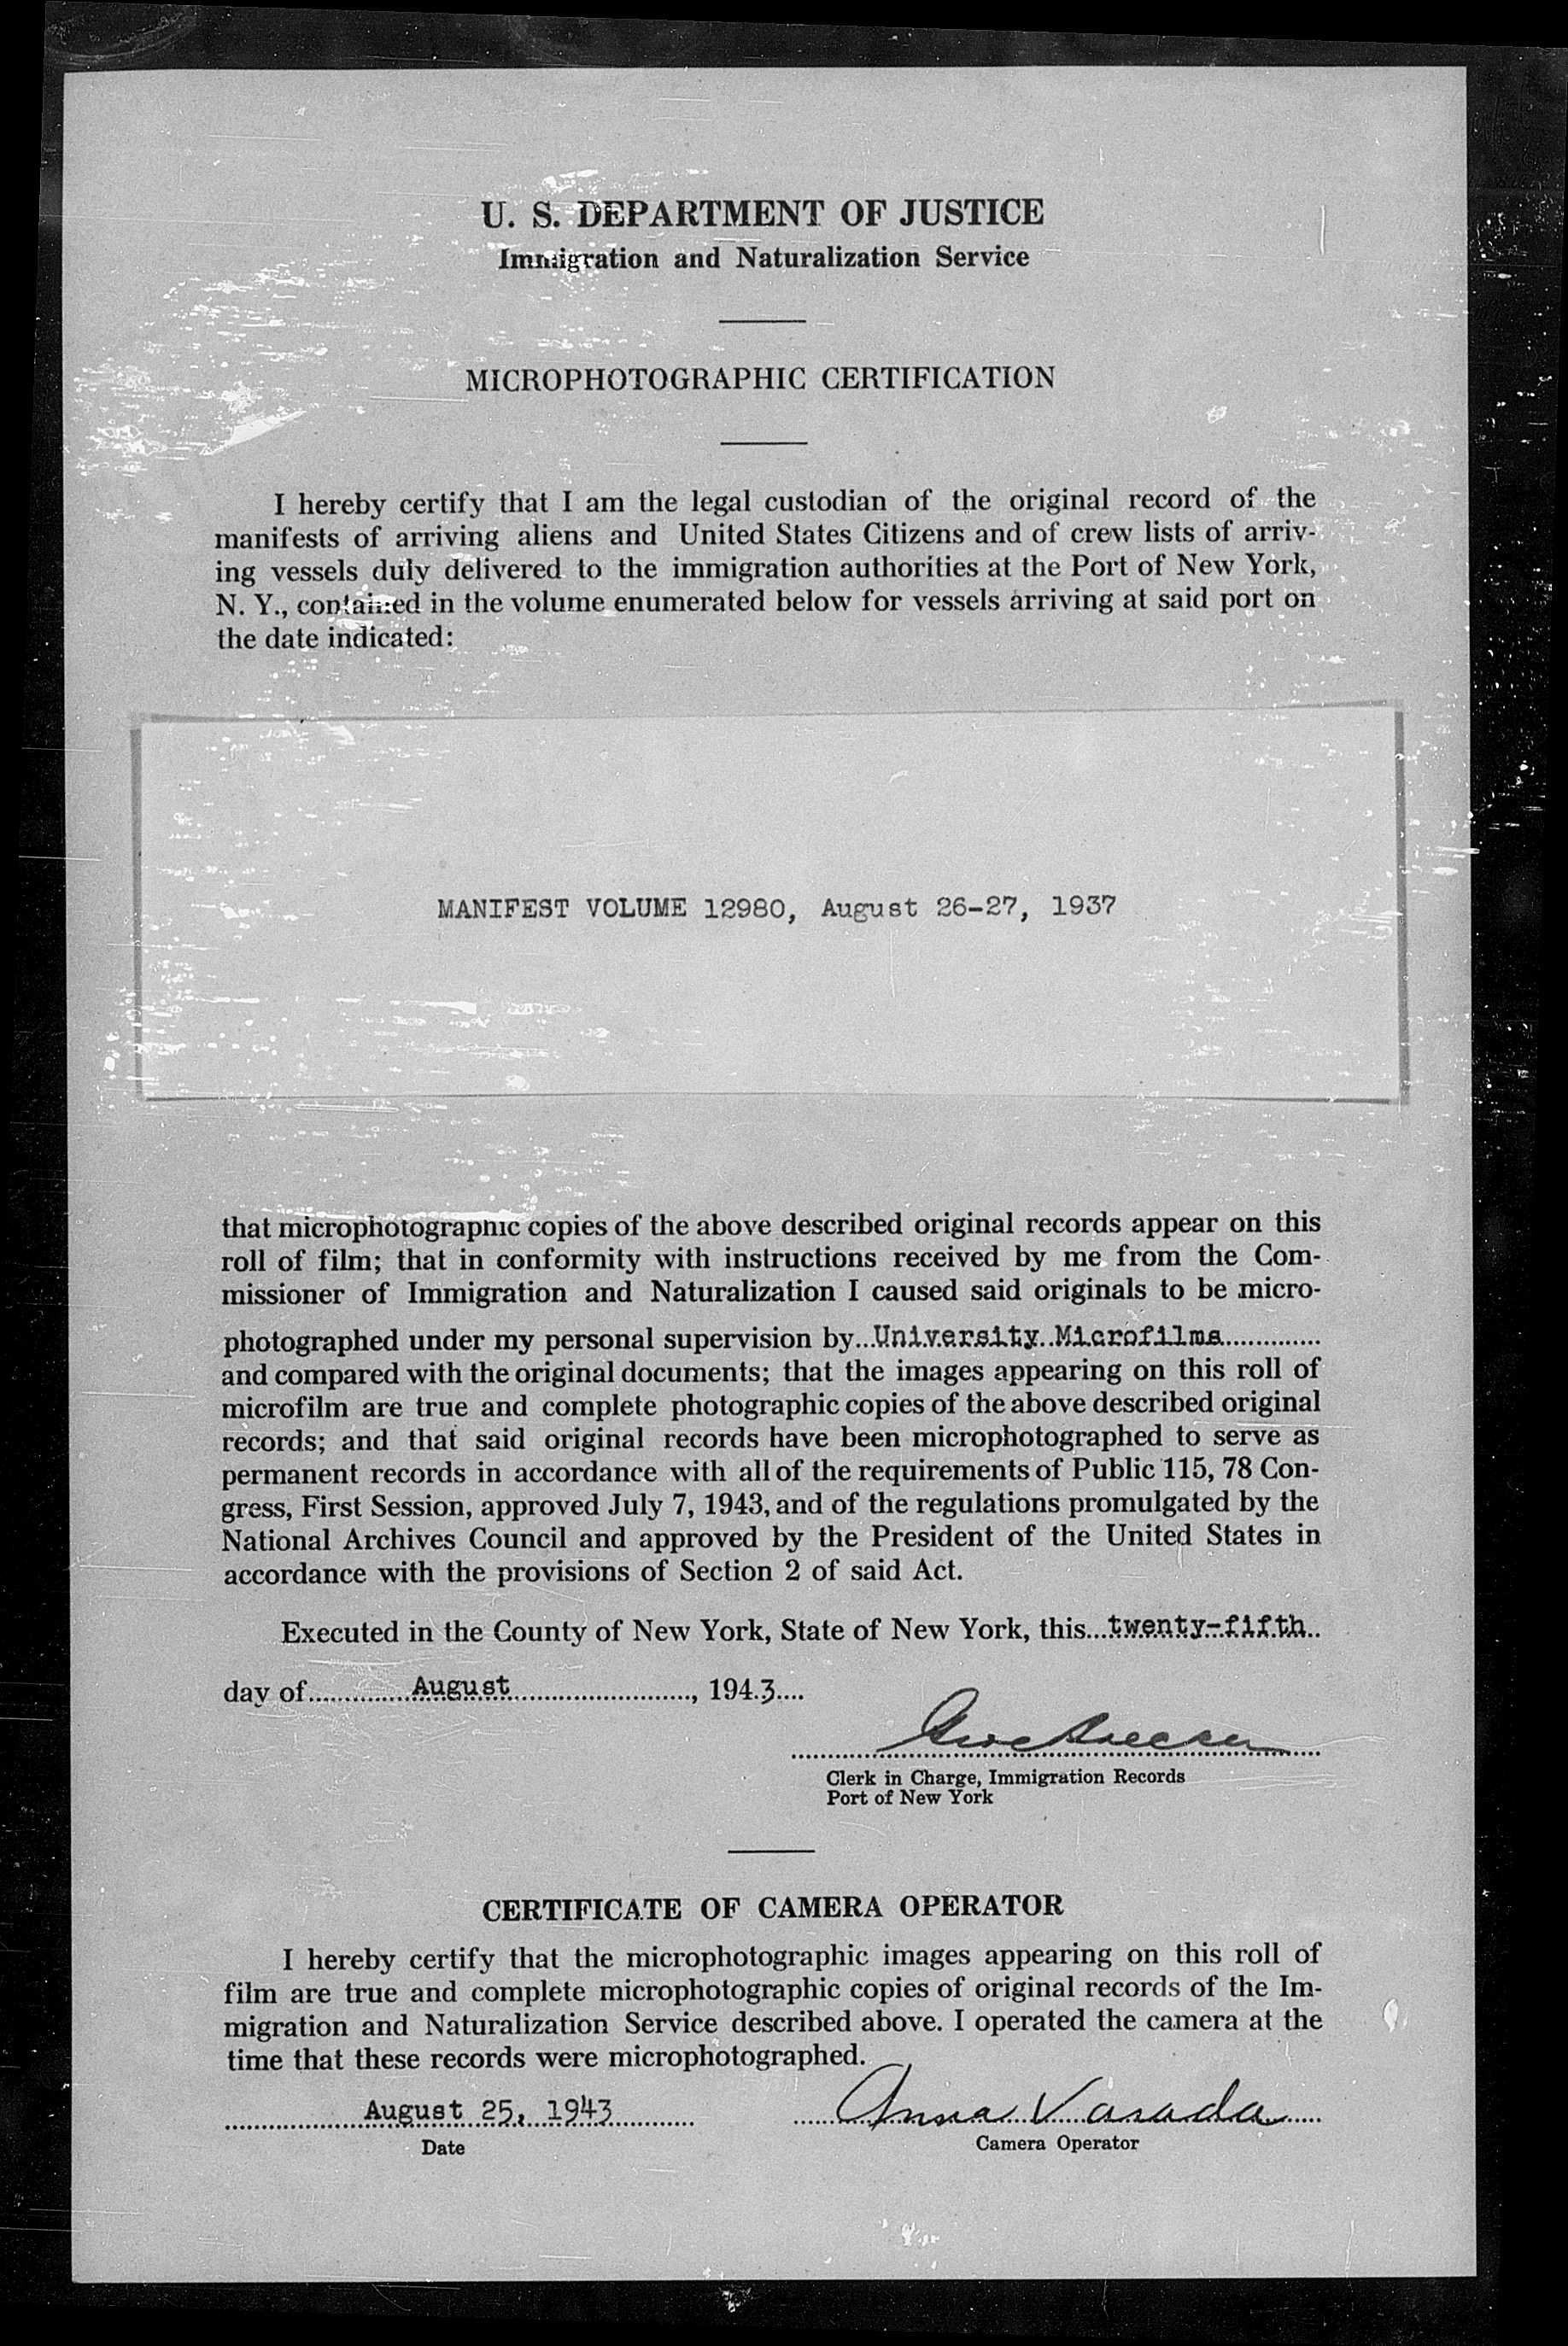 U. S. DEPARTMENT OF JUSTICE
Immigration and Naturalization Service
MICROPHOTOGRAPHIC CERTIFICATION
I hereby certify that I am the legal custodian of the original record of the
manifests of arriving aliens and United States Citizens and of crew lists of arriv-
ing vessels duly delivered to the immigration authorities at the Port of New York,
N. Y., contained in the volume enumerated below for vessels arriving at said port on
the date indicated:
MANIFEST VOLUME 12980, August 26-27, 1937
that microphotographic copies of the above described original records appear on this
roll of film; that in conformity with instructions received by me from the Com-
missioner of Immigration and Naturalization I caused said originals to be micro-
photographed under my personal supervision by...University Microfilms..............
and compared with the original documents; that the images appearing on this roll of
microfilm are true and complete photographic copies of the above described original
records; and that said original records have been microphotographed to serve as
permanent records in accordance with all of the requirements of Public 115, 78 Con-
gress, First Session, approved July 7, 1943, and of the regulations promulgated by the
National Archives Council and approved by the President of the United States in
accordance with the provisions of Section 2 of said Act.
Executed in the County of New York, State of New York, this...twenty-fifth..
day of...............August..........................., 194.3....
Clerk in Charge, Immigration Records
Port of New York
CERTIFICATE OF CAMERA OPERATOR
I hereby certify that the microphotographic images appearing on this roll of
film are true and complete microphotographic copies of original records of the Im-
migration and Naturalization Service described above. I operated the camera at the
time that these records were microphotographed.
August 25, 1943 Anna Varada
Date Camera Operator